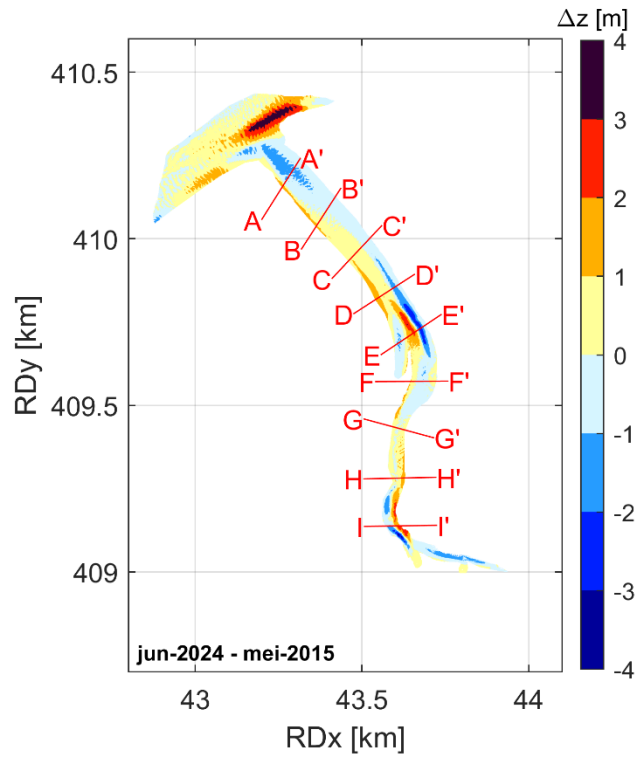 Δz [m]
4
3
2
1
0
-1
-2
-3
-4
410.5
410
409.5
409
RDy [km]
A'
A
B'
B
C'
C
D'
D
E'
E
F F'
G
G'
H H'
I I'
jun-2024 - mei-2015
43 43.5 44
RDx [km]